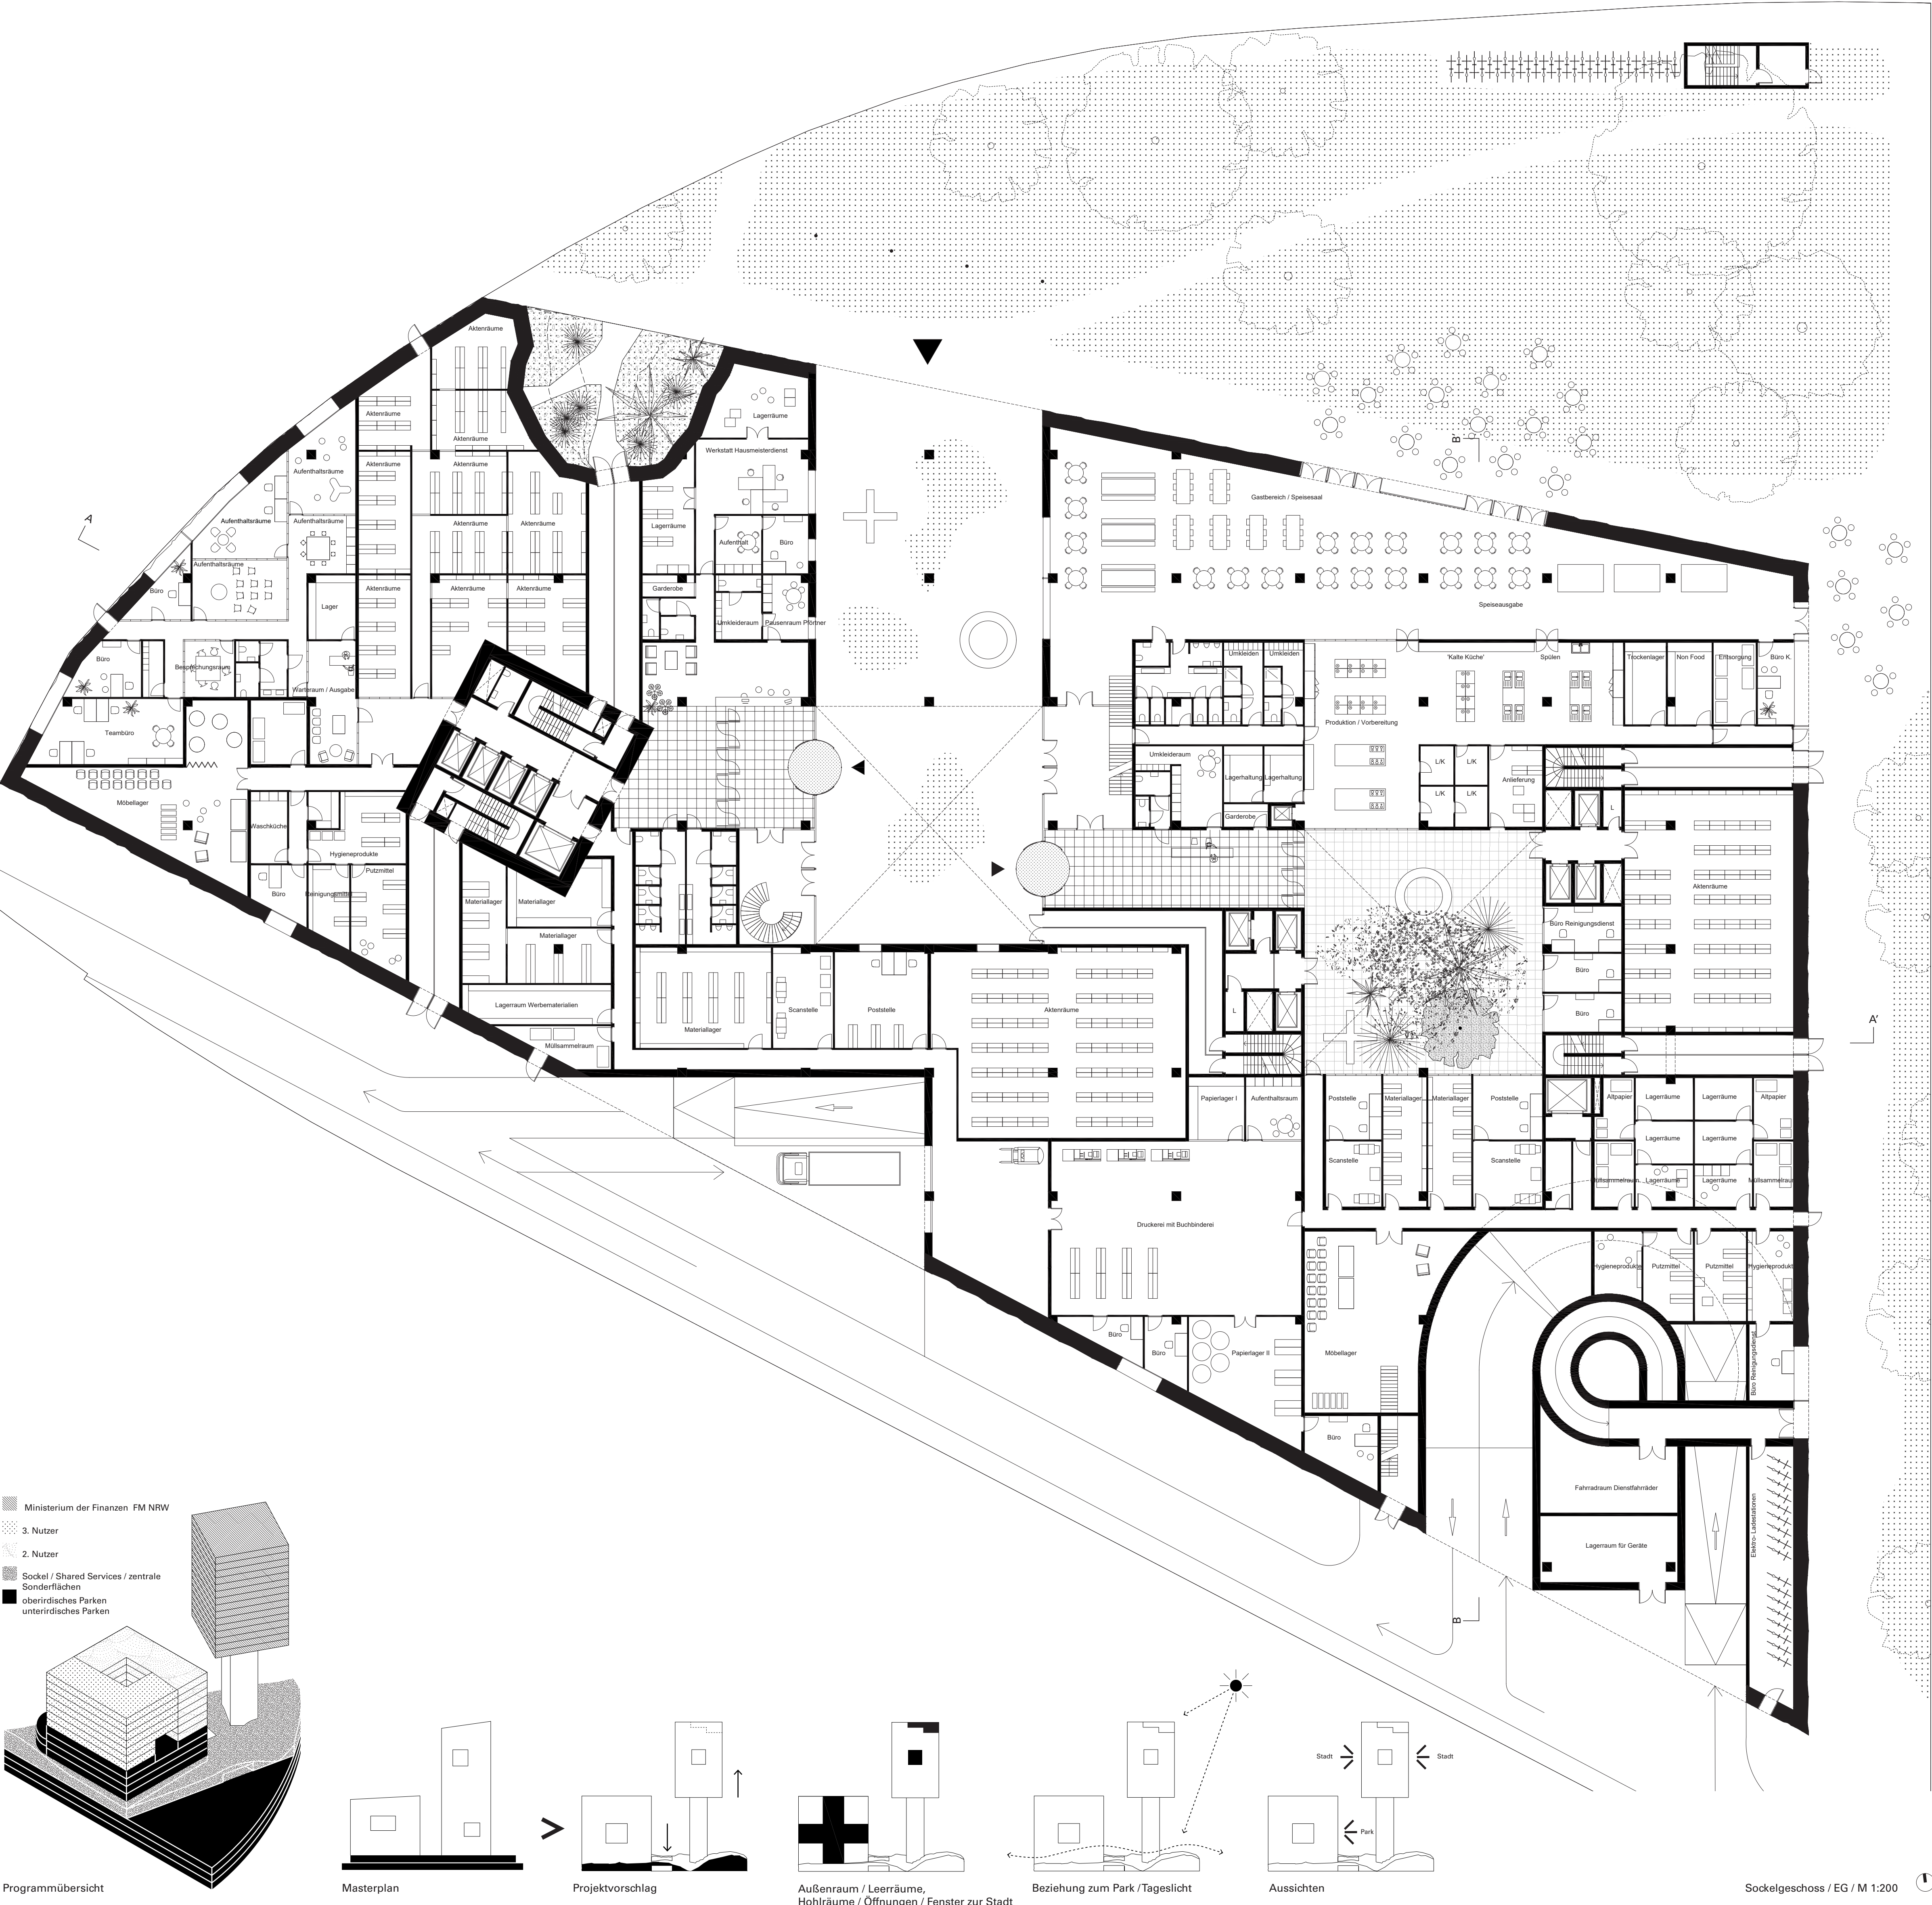 Aktenräume
Aktenräume
Lagerräume
Aktenräume
Werkstatt Hausmeisterdienst
Aktenräume
Aktenräume
Aufenthaltsräume
Gastbereich / Speisesaal
B'
A
Aufenthaltsräume
Aufenthaltsräume
Aktenräume
Aktenräume
Lagerräume
Aufenthalt
Büro
Aufenthaltsräume
Büro
Aktenräume
Aktenräume
Aktenräume
Garderobe
Lager
Speiseausgabe
Umkleideraum
Pausenraum Pförtner
Büro
Besprechungsraum
Warteraum / Ausgabe
Umkleiden
Umkleiden
'Kalte Küche'
Spülen
Trockenlager
Non Food
Entsorgung
Büro K.
Teambüro
Produktion / Vorbereitung
Umkleideraum
L/K
L/K
Lagerhaltung
Lagerhaltung
Anlieferung
L/K
L/K
Garderobe
L
Möbellager
Waschküche
Hygieneprodukte
Putzmittel
Büro
Reinigungsmittel
Materiallager
Materiallager
Materiallager
Aktenräume
Büro Reinigungsdienst
Büro
Büro
Lagerraum Werbematerialien
Materiallager
Scanstelle
Poststelle
Aktenräume
L
A'
Müllsammelraum
Papierlager I
Aufenthaltsraum
Poststelle
Materiallager
Materiallager
Poststelle
Altpapier
Lagerräume
Lagerräume
Altpapier
Lagerräume
Lagerräume
Scanstelle
Scanstelle
Müllsammelraum
Lagerräume
Lagerräume
Müllsammelraum
Druckerei mit Buchbinderei
Hygieneprodukte
Putzmittel
Putzmittel
Hygieneprodukte
Büro
Büro
Papierlager II
Möbellager
Büro Reinigungsdienst
Büro
Fahrradraum Dienstfahrräder
Lagerraum für Geräte
Elektro- Ladestationen
B
Ministerium der Finanzen FM NRW
3. Nutzer
2. Nutzer
Sockel / Shared Services / zentrale
Sonderflächen
oberirdisches Parken
unterirdisches Parken
Stadt
Stadt
Park
Programmübersicht
Masterplan
>
Projektvorschlag
Außenraum / Leerräume,
Hohlräume / Öffnungen / Fenster zur Stadt
Beziehung zum Park /Tageslicht
Aussichten
Sockelgeschoss / EG / M 1:200